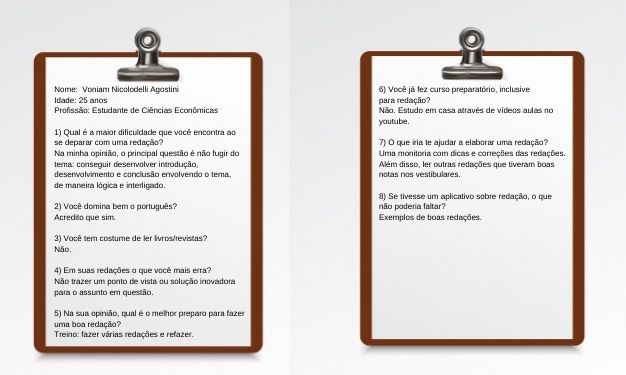 Nome:  Voniam Nicolodelli Agostini
Idade: 25 anos
Profissão: Estudante de Ciências Econômicas
1) Qual é a maior dificuldade que você encontra ao
se deparar com uma redação?
Na minha opinião, o principal questão é não fugir do
tema: conseguir desenvolver introdução,
desenvolvimento e conclusão envolvendo o tema,
de maneira lógica e interligado.
2) Você domina bem o português?
Acredito que sim.
3) Você tem costume de ler livros/revistas?
Não.
4) Em suas redações o que você mais erra?
Não trazer um ponto de vista ou solução inovadora
para o assunto em questão.
5) Na sua opinião, qual é o melhor preparo para fazer
uma boa redação?
Treino: fazer várias redações e refazer.
6) Você já fez curso preparatório, inclusive
para redação?
Não. Estudo em casa através de vídeos aulas no
youtube.
7) O que iria te ajudar a elaborar uma redação?
Uma monitoria com dicas e correções das redações.
Além disso, ler outras redações que tiveram boas
notas nos vestibulares.
8) Se tivesse um aplicativo sobre redação, o que
não poderia faltar?
Exemplos de boas redações.